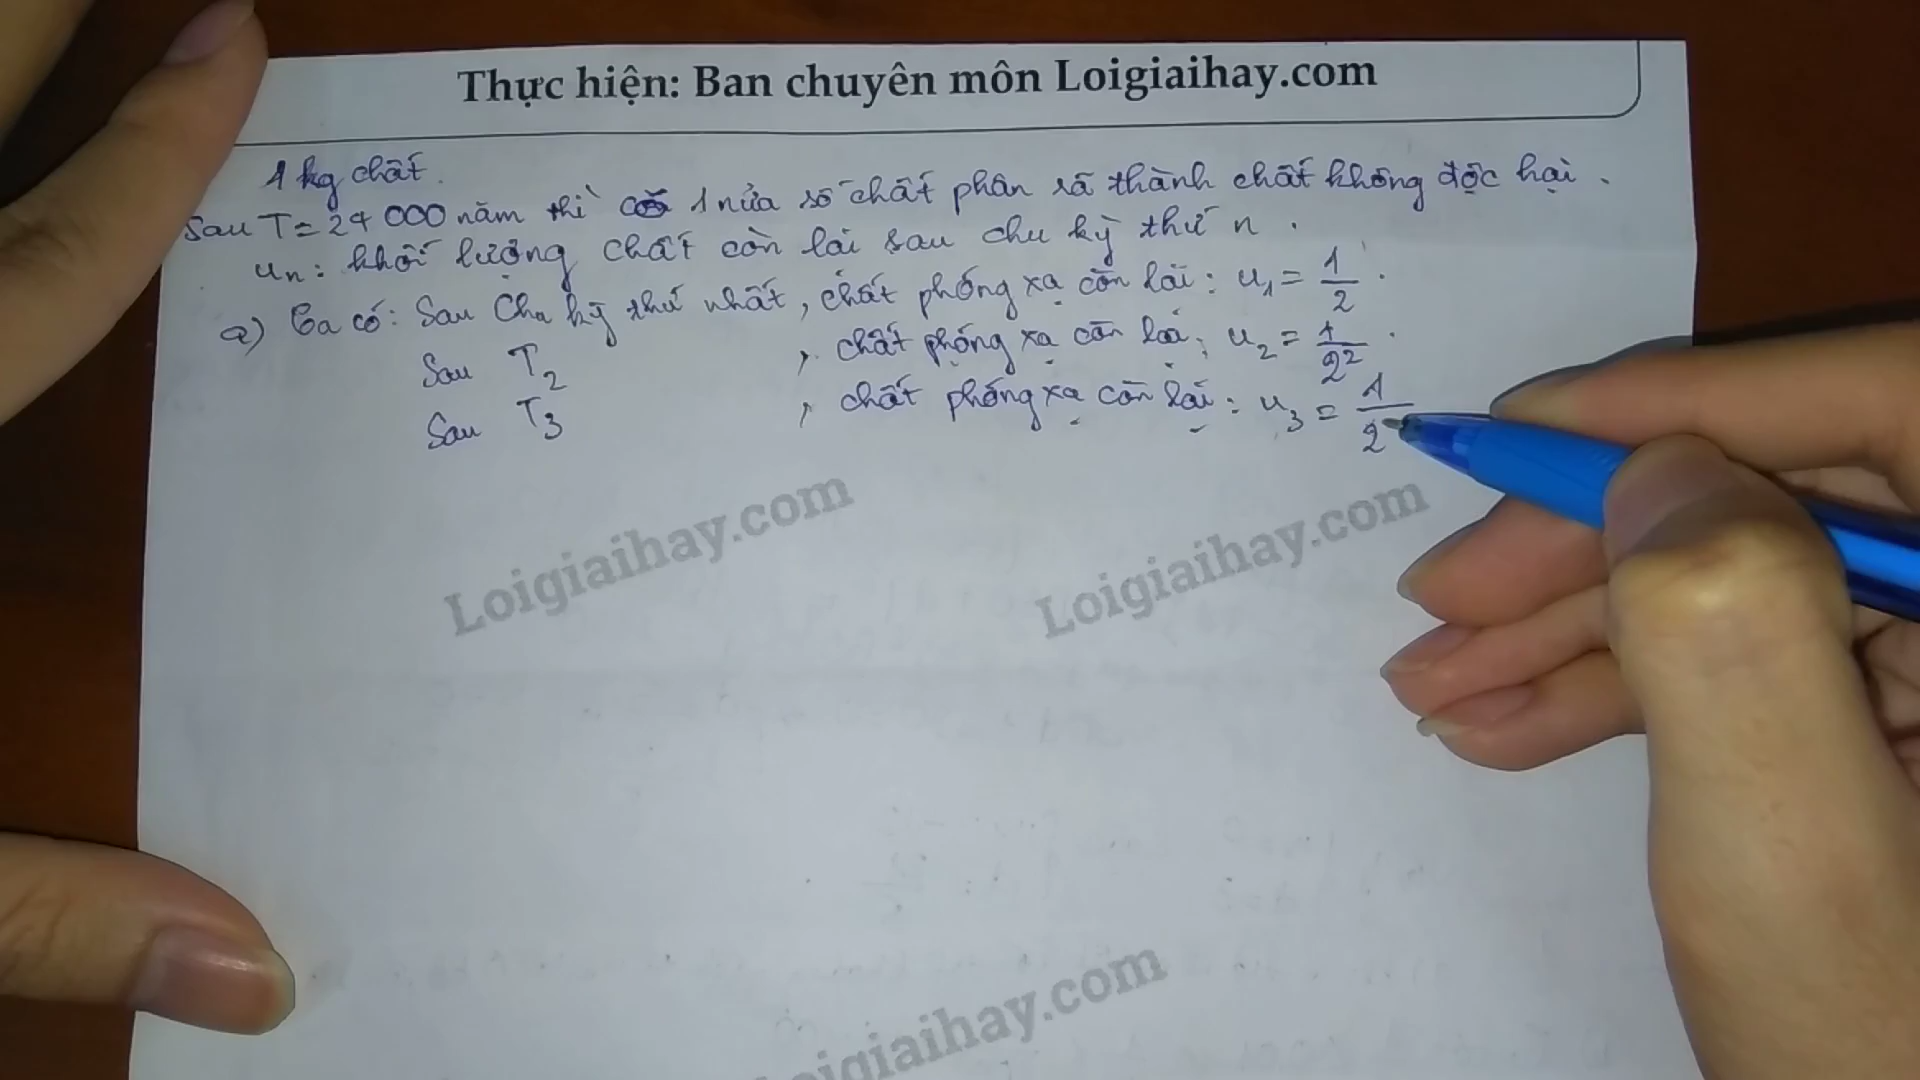 Thực hiện: Ban chuyên môn Loigiaihay.com
1 kg chất.
Sau T = 24 000 năm thì có 1 nửa số chất phân rã thành chất không độc hại.
uₙ: khối lượng chất còn lại sau chu kỳ thứ n.
a) Ta có: Sau Chu kỳ thứ nhất, chất phóng xạ còn lại: u₁ = 1/2.
Sau T₂ , chất phóng xạ còn lại: u₂ = 1/2².
Sau T₃ , chất phóng xạ còn lại: u₃ = 1/2
Loigiaihay.com
Loigiaihay.com
igiaihay.com